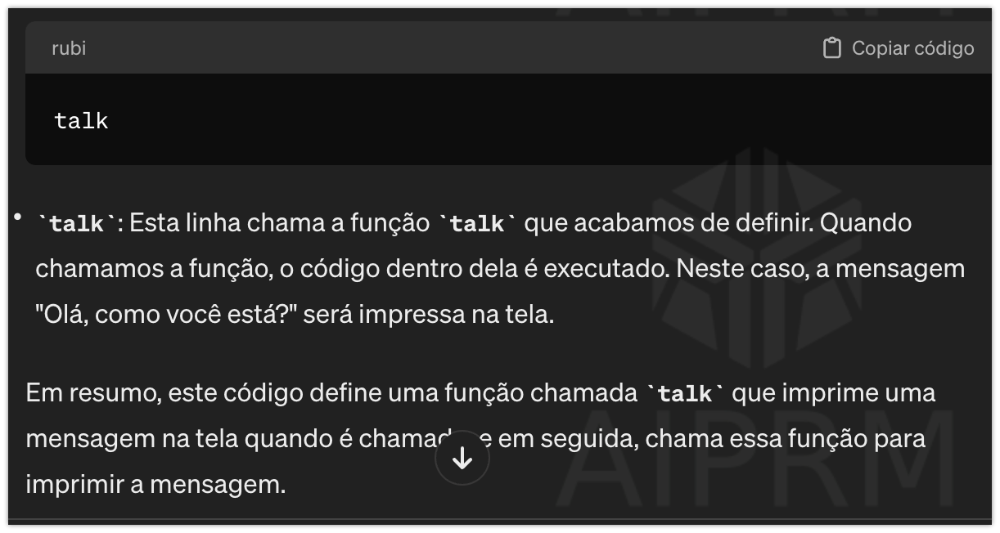 rubi
Copiar código
talk
• `talk`: Esta linha chama a função `talk` que acabamos de definir. Quando
chamamos a função, o código dentro dela é executado. Neste caso, a mensagem
"Olá, como você está?" será impressa na tela.
Em resumo, este código define uma função chamada `talk` que imprime uma
mensagem na tela quando é e em seguida, chama essa função para
imprimir a mensagem.
AIPRM